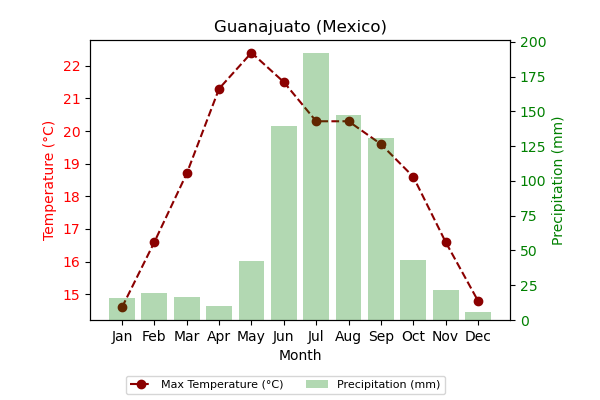 Guanajuato (Mexico)
Temperature (°C)
22
21
20
19
18
17
16
15
200
175
150
125
100
75
50
25
0
Precipitation (mm)
Jan Feb Mar Apr May Jun Jul Aug Sep Oct Nov Dec
Month
Max Temperature (°C) Precipitation (mm)